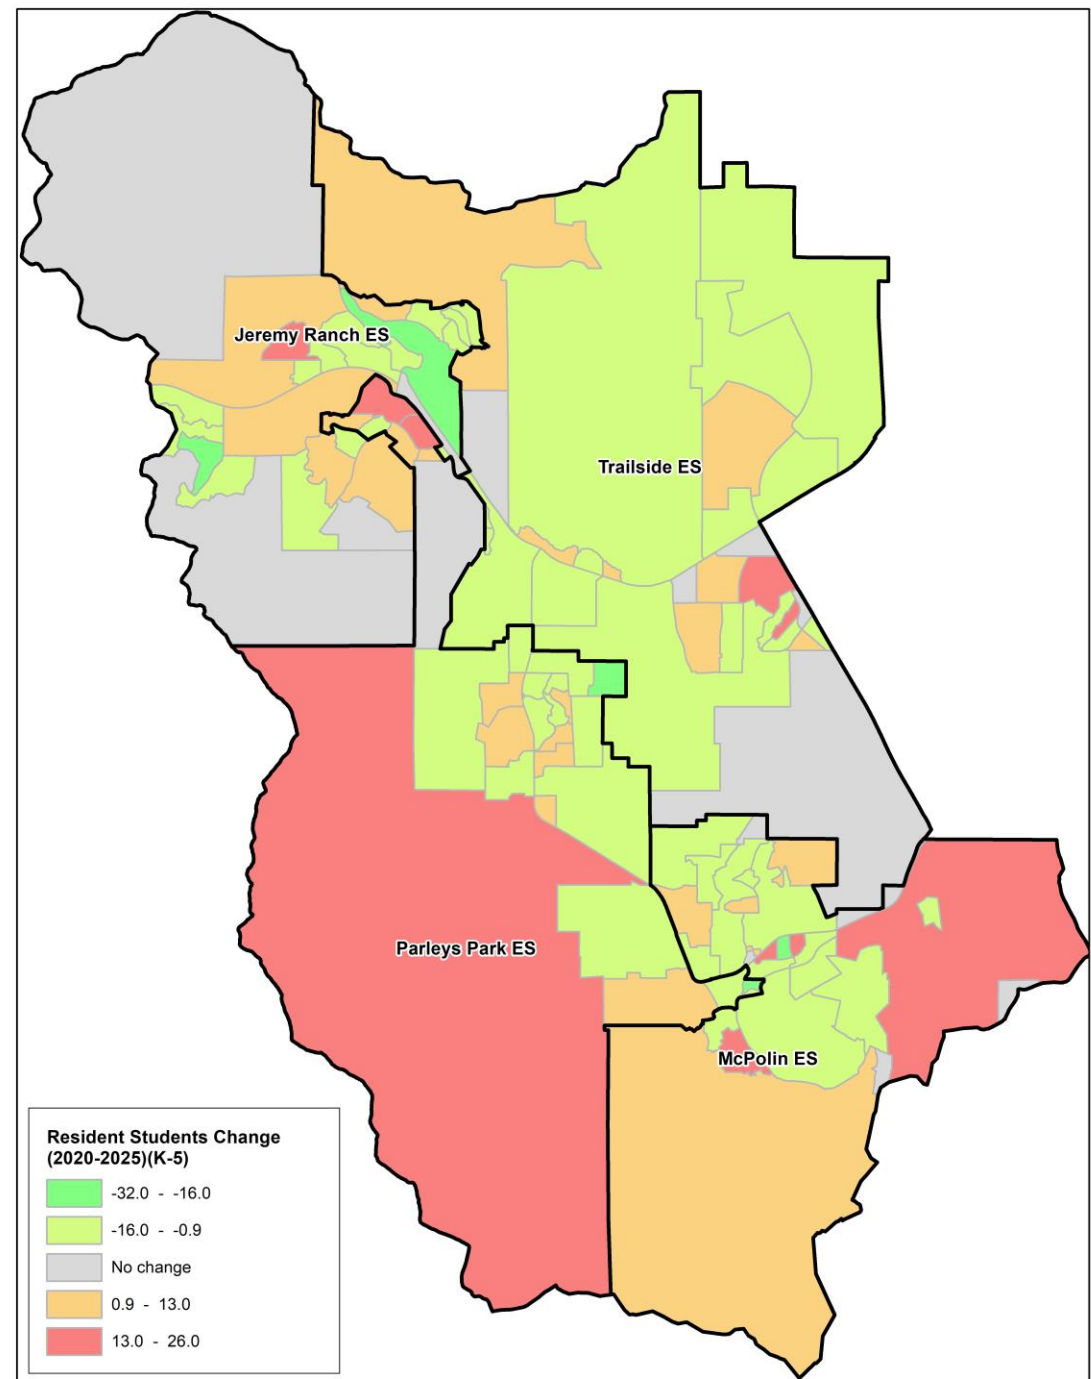 Jeremy Ranch ES
Trailside ES
Parleys Park ES
McPolin ES
Resident Students Change
(2020-2025)(K-5)
-32.0 - -16.0
-16.0 - -0.9
No change
0.9 - 13.0
13.0 - 26.0